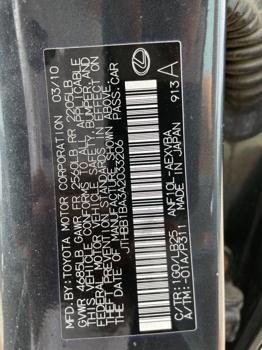 MFD.BY:TOYOTA MOTOR CORPORATION 03/10
GVWR 4685LB GAWR FR 2560LB RR 2205LB
THIS VEHICLE CONFORMS TO ALL APPLICABLE
FEDERAL MOTOR VEHICLE SAFETY, BUMPER, AND
THEFT PREVENTION STANDARDS IN EFFECT ON
THE DATE OF MANUFACTURE SHOWN ABOVE.
JTHBB1BA3A2033206 PASS.CAR
C/TR:1G0/LB25 ANF10L-AEXVBA
A/TM:-01A/P311 MADE IN JAPAN
913 A